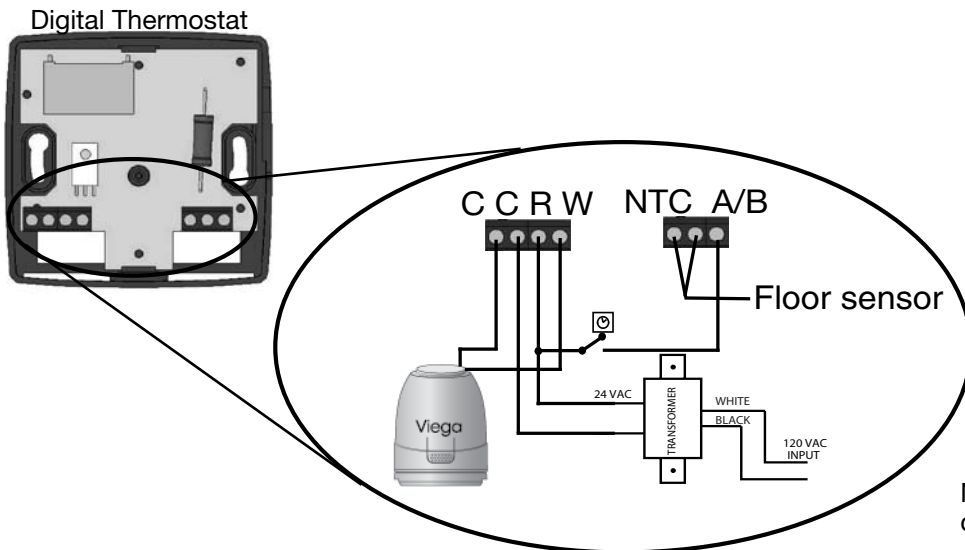 Digital Thermostat
C C R W
NTC A/B
Floor sensor
24 VAC
TRANSFORMER
WHITE
BLACK
120 VAC
INPUT
Viega